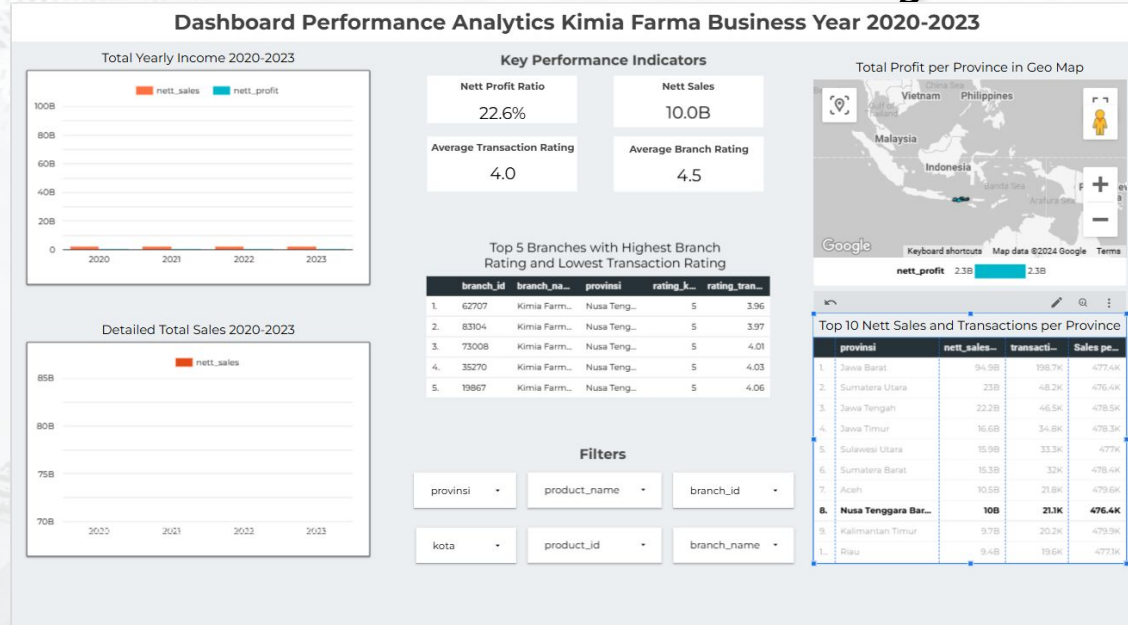 Dashboard Performance Analytics Kimia Farma Business Year 2020-2023
Total Yearly Income 2020-2023
nett_sales nett_profit
100B
80B
60B
40B
20B
0
2020 2021 2022 2023
Detailed Total Sales 2020-2023
nett_sales
85B
80B
75B
70B
2020 2021 2022 2023
Key Performance Indicators
Nett Profit Ratio
22.6%
Nett Sales
10.0B
Average Transaction Rating
4.0
Average Branch Rating
4.5
Top 5 Branches with Highest Branch
Rating and Lowest Transaction Rating
branch_id branch_na... provinsi rating_k... rating_tran...
1. 62707 Kimia Farm... Nusa Teng... 5 3.96
2. 83104 Kimia Farm... Nusa Teng... 5 3.97
3. 73008 Kimia Farm... Nusa Teng... 5 4.01
4. 35270 Kimia Farm... Nusa Teng... 5 4.03
5. 19867 Kimia Farm... Nusa Teng... 5 4.06
Filters
provinsi product_name branch_id
kota product_id branch_name
Total Profit per Province in Geo Map
China Sea
Vietnam Philippines
Gulf of
Thailand
Malaysia
Indonesia
Banda Sea
Arafura Sea
Google
Keyboard shortcuts Map data ©2024 Google Terms
nett_profit 2.3B 2.3B
Top 10 Nett Sales and Transactions per Province
provinsi nett_sales... transacti... Sales pe...
1. Jawa Barat 94.9B 198.7K 477.4K
2. Sumatera Utara 23B 48.2K 476.4K
3. Jawa Tengah 22.2B 46.5K 478.5K
4. Jawa Timur 16.6B 34.8K 478.3K
5. Sulawesi Utara 15.9B 33.3K 477K
6. Sumatera Barat 15.3B 32K 478.4K
7. Aceh 10.5B 21.8K 479.6K
8. Nusa Tenggara Bar... 10B 21.1K 476.4K
9. Kalimantan Timur 9.7B 20.2K 479.9K
1... Riau 9.4B 19.6K 477.1K